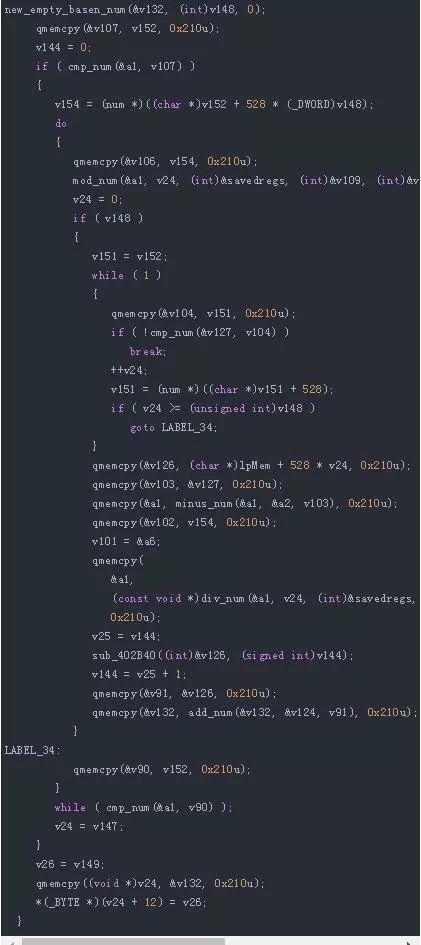 new_empty_basen_num(&v132, (int)v148, 0);
qmemcpy(&v107, v152, 0x210u);
v144 = 0;
if ( cmp_num(&a1, v107) )
{
v154 = (num *)((char *)v152 + 528 * (_DWORD)v148);
do
{
qmemcpy(&v106, v154, 0x210u);
mod_num(&a1, v24, (int)&savedregs, (int)&v109, (int)&v
v24 = 0;
if ( v148 )
{
v151 = v152;
while ( 1 )
{
qmemcpy(&v104, v151, 0x210u);
if ( !cmp_num(&v127, v104) )
break;
++v24;
v151 = (num *)((char *)v151 + 528);
if ( v24 >= (unsigned int)v148 )
goto LABEL_34;
}
qmemcpy(&v126, (char *)lpMem + 528 * v24, 0x210u);
qmemcpy(&v103, &v127, 0x210u);
qmemcpy(&a1, minus_num(&a1, &a2, v103), 0x210u);
qmemcpy(&v102, v154, 0x210u);
v101 = &a6;
qmemcpy(
&a1,
(const void *)div_num(&a1, v24, (int)&savedregs,
0x210u);
v25 = v144;
sub_402B40((int)&v126, (signed int)v144);
v144 = v25 + 1;
qmemcpy(&v91, &v126, 0x210u);
qmemcpy(&v132, add_num(&v132, &v124, v91), 0x210u);
}
LABEL_34:
qmemcpy(&v90, v152, 0x210u);
}
while ( cmp_num(&a1, v90) );
v24 = v147;
}
v26 = v149;
qmemcpy((void *)v24, &v132, 0x210u);
*(_BYTE *)(v24 + 12) = v26;
}